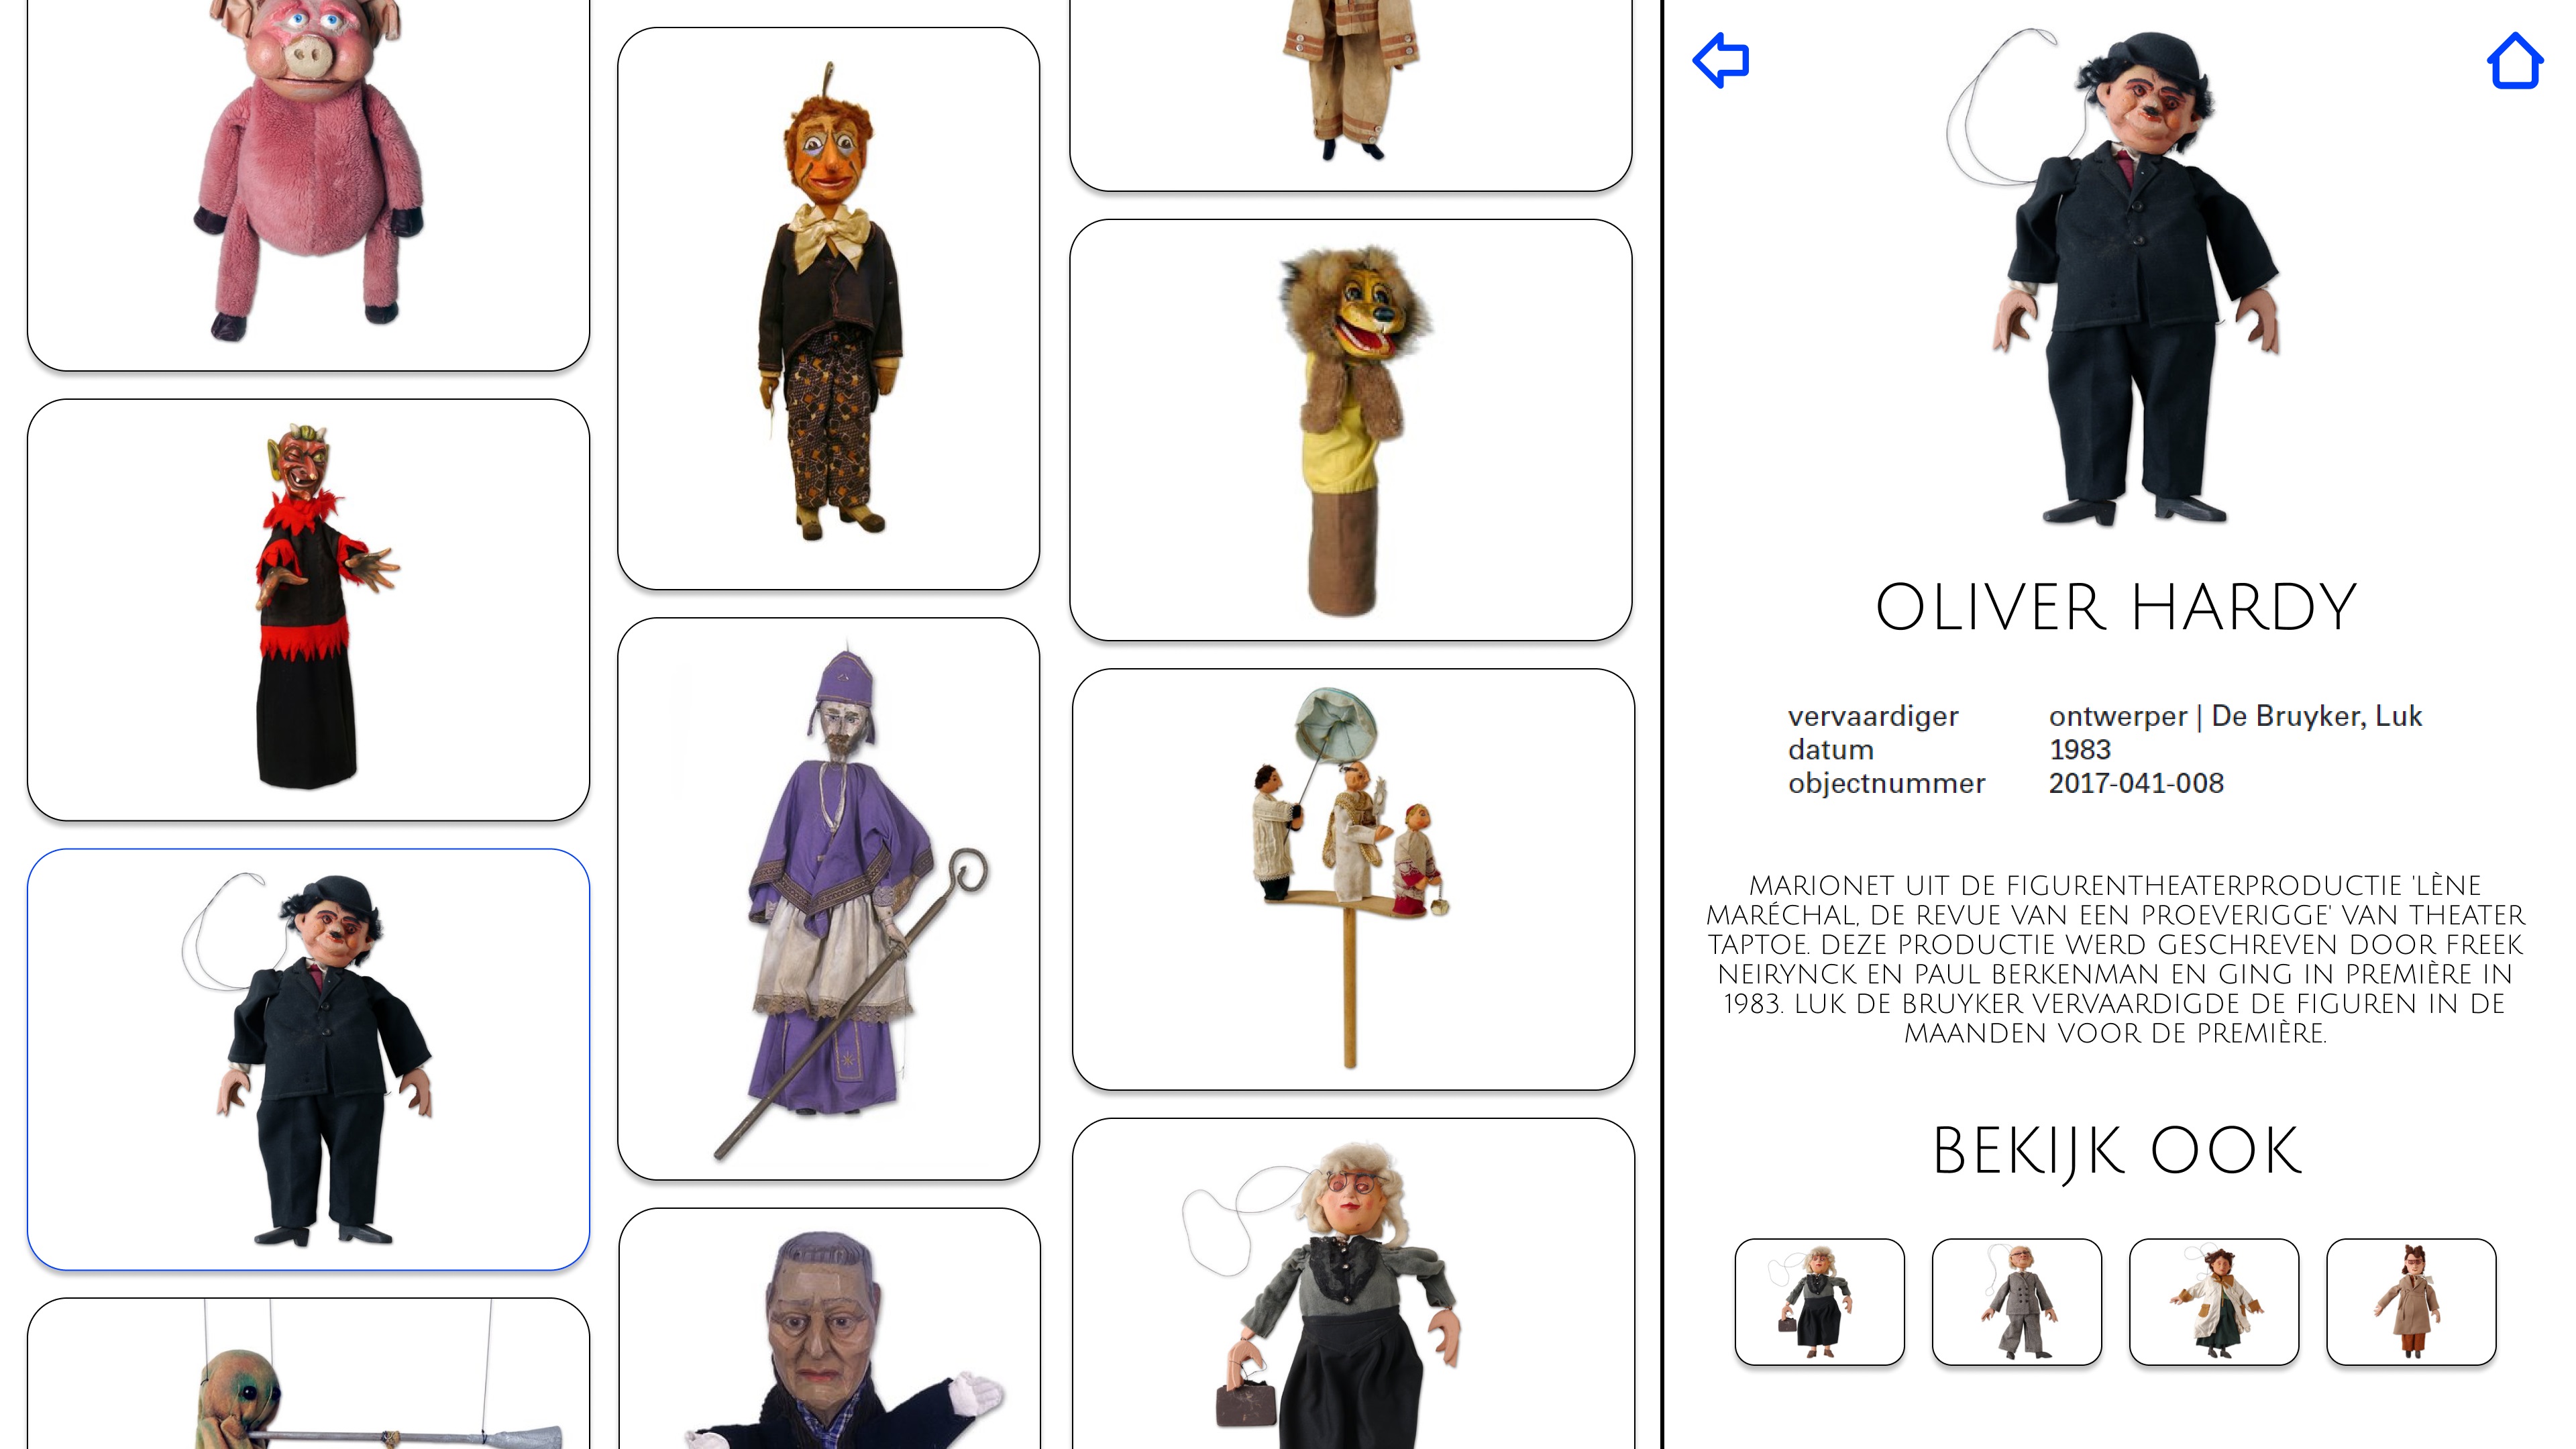 OLIVER HARDY
vervaardiger ontwerper | De Bruyker, Luk
datum 1983
objectnummer 2017-041-008
MARIONET UIT DE FIGURENTHEATERPRODUCTIE 'LÈNE
MARÉCHAL, DE REVUE VAN EEN PROEVERIGGE' VAN THEATER
TAPTOE. DEZE PRODUCTIE WERD GESCHREVEN DOOR FREEK
NEIRYNCK EN PAUL BERKENMAN EN GING IN PREMIÈRE IN
1983. LUK DE BRUYKER VERVAARDIGDE DE FIGUREN IN DE
MAANDEN VOOR DE PREMIÈRE.
BEKIJK OOK